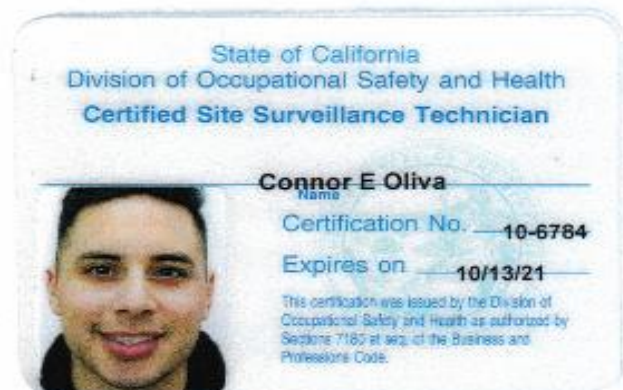 State of California
Division of Occupational Safety and Health
Certified Site Surveillance Technician
Connor E Oliva
Name
Certification No. 10-6784
Expires on 10/13/21
This certification was issued by the Division of
Occupational Safety and Health as authorized by
Sections 7180 et seq. of the Business and
Professions Code.